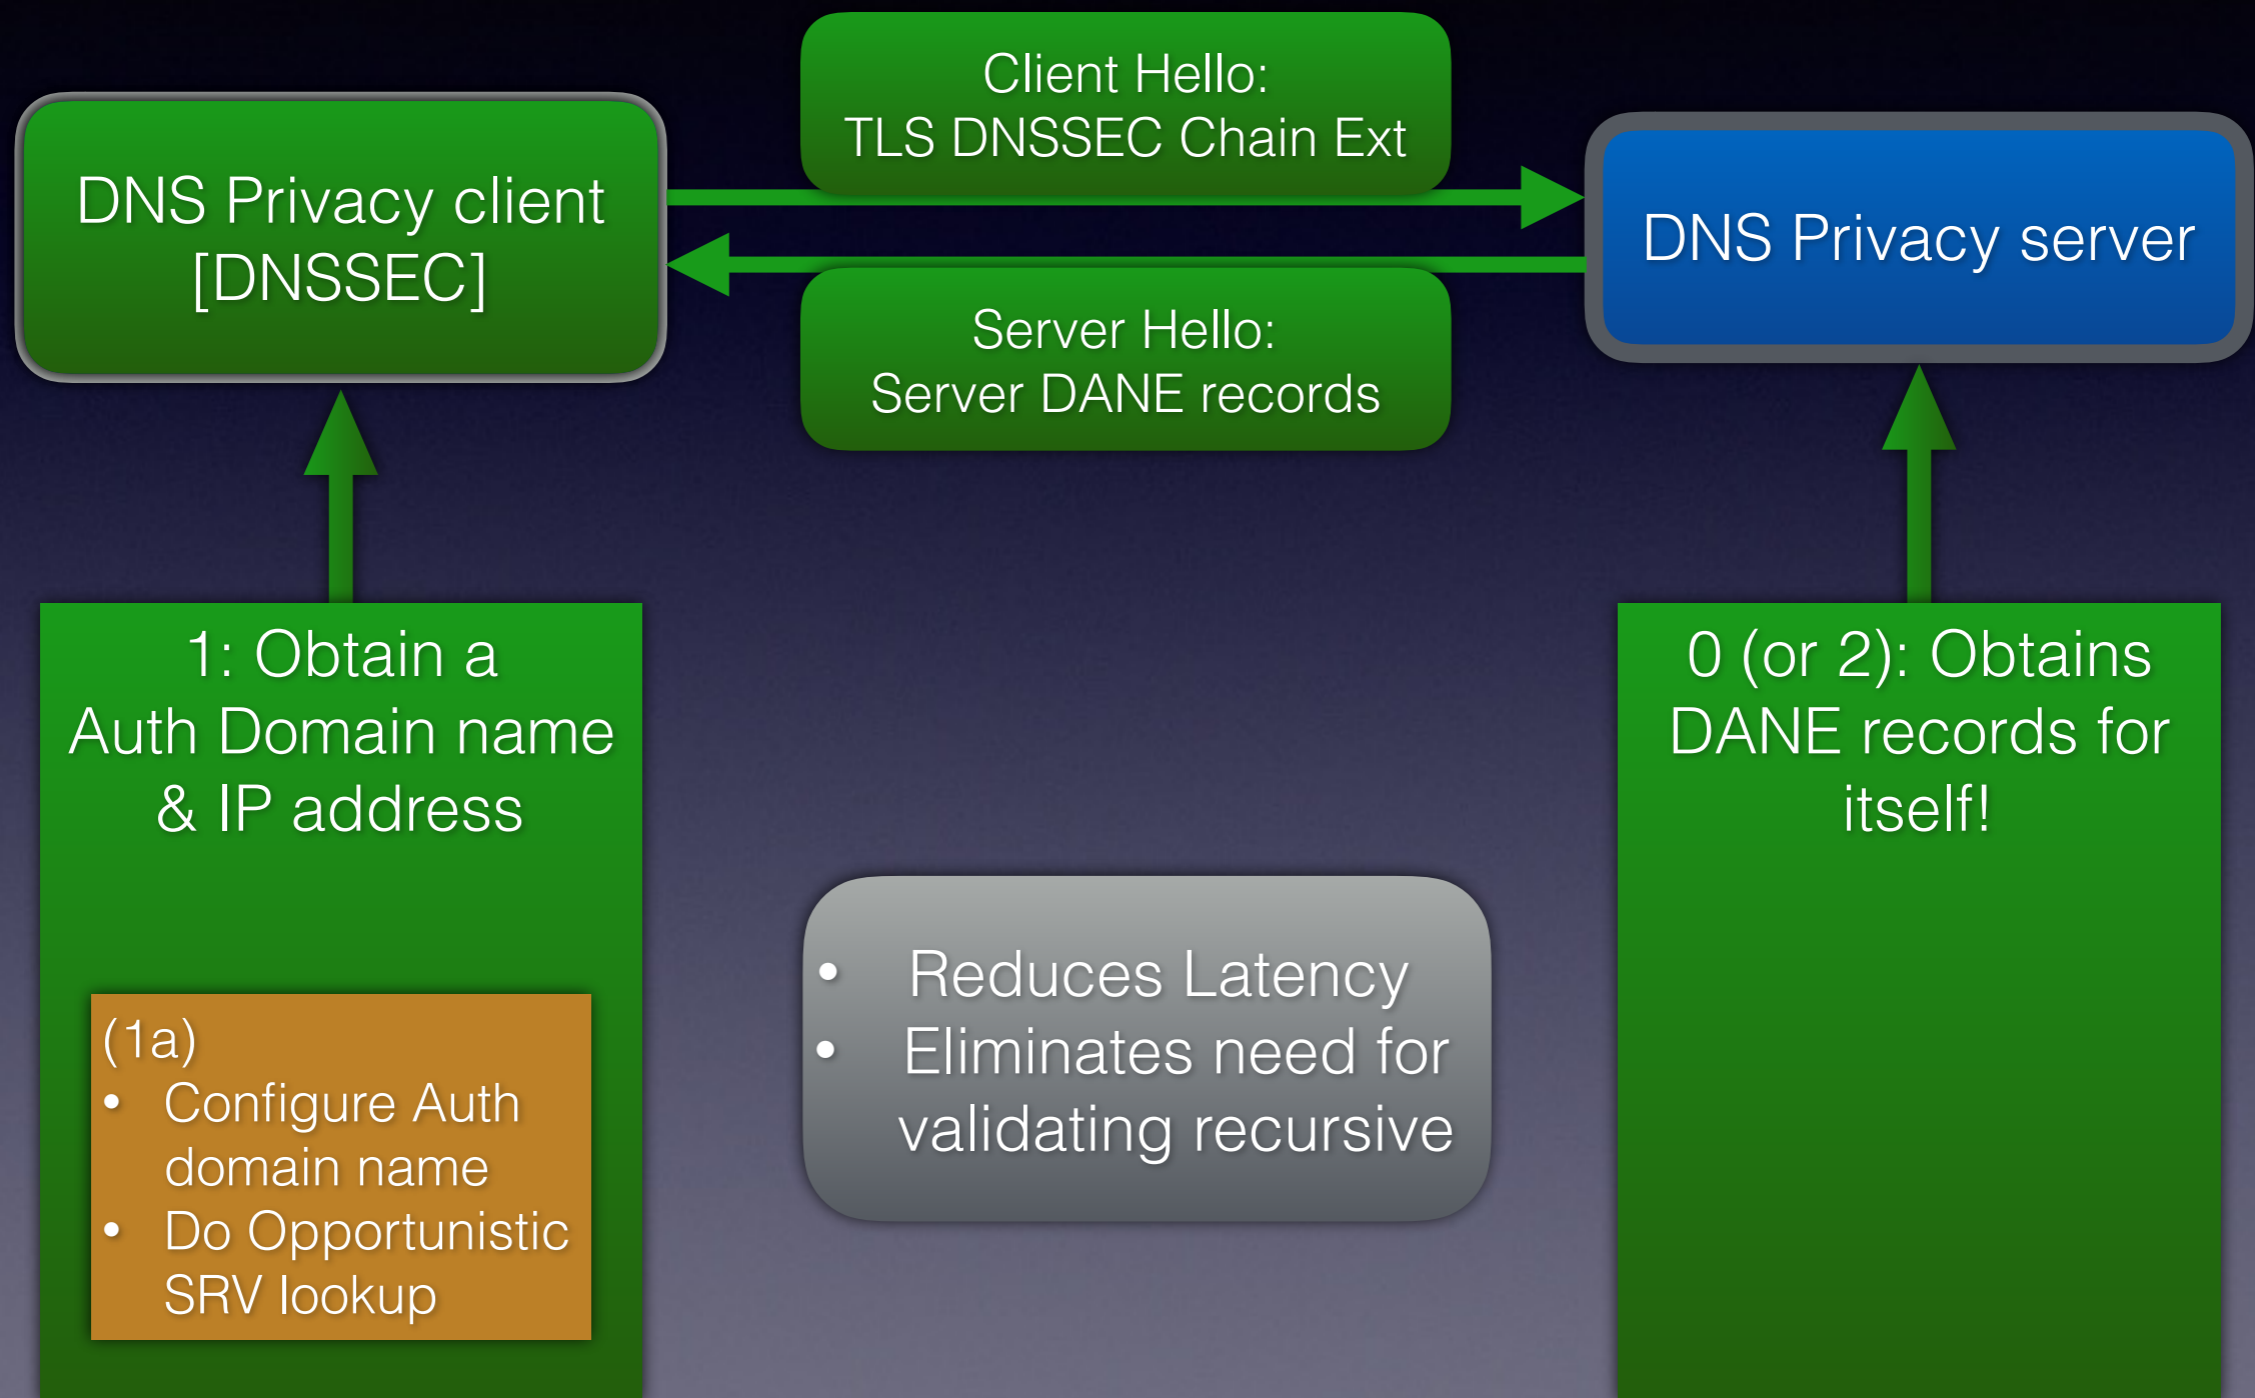 Client Hello:
TLS DNSSEC Chain Ext
DNS Privacy client
[DNSSEC]
DNS Privacy server
Server Hello:
Server DANE records
1: Obtain a
Auth Domain name
& IP address
0 (or 2): Obtains
DANE records for
itself!
• Reduces Latency
• Eliminates need for
validating recursive
(1a)
• Configure Auth
domain name
• Do Opportunistic
SRV lookup